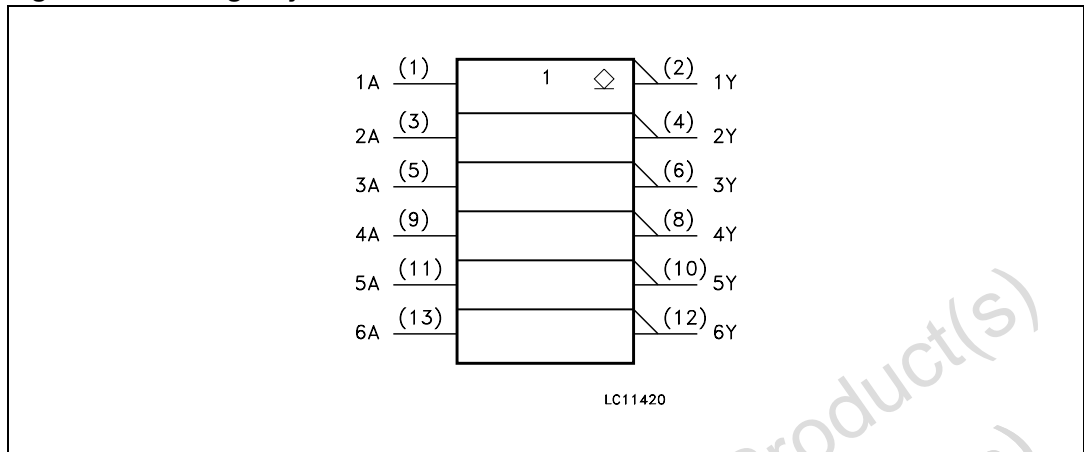 1A (1) 1 (2) 1Y
2A (3) (4) 2Y
3A (5) (6) 3Y
4A (9) (8) 4Y
5A (11) (10) 5Y
6A (13) (12) 6Y
LC11420
Product(s)